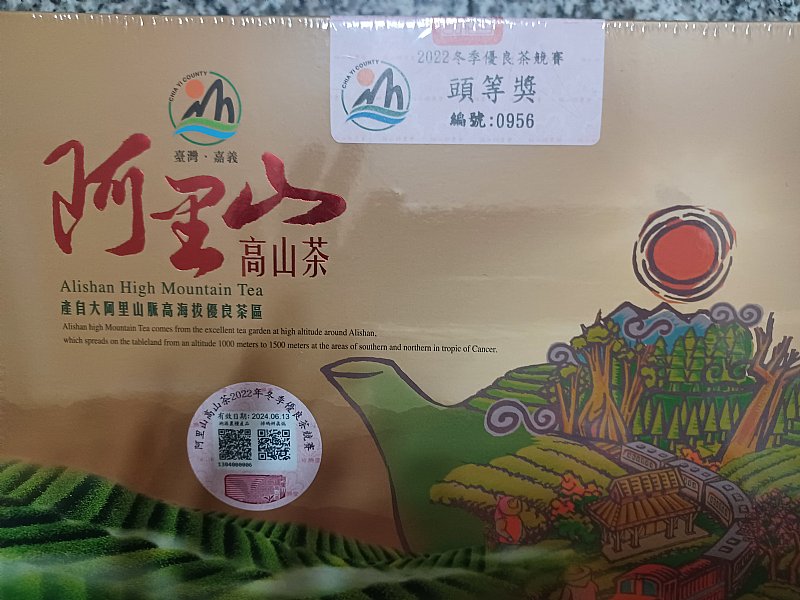 2022冬季優良茶競賽
頭等獎
編號:0956
CHIA YI COUNTY
CHIA YI COUNTY
臺灣·嘉義
阿里山
高山茶
Alishan High Mountain Tea
產自大阿里山脈高海拔優良茶區
Alishan high Mountain Tea comes from the excellent tea garden at high altitude around Alishan,
which spreads on the tableland from an altitude 1000 meters to 1500 meters at the areas of southern and northern in tropic of Cancer.
阿里山高山茶2022年冬季優良茶競賽
有效日期: 2024.06.13
1304000006